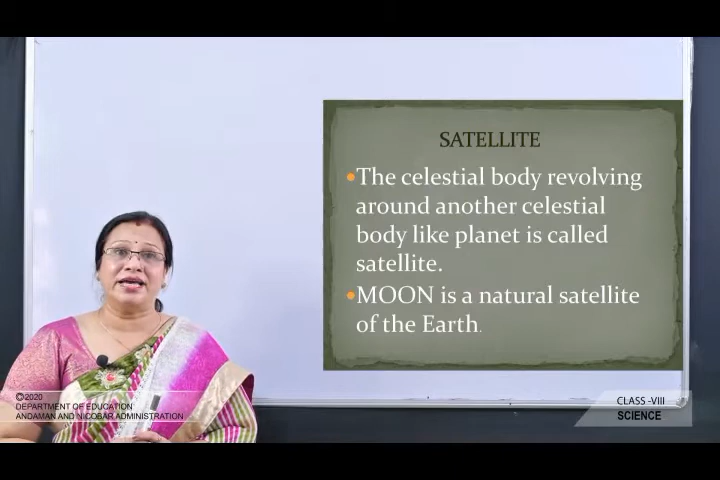 SATELLITE
•The celestial body revolving
around another celestial
body like planet is called
satellite.
•MOON is a natural satellite
of the Earth.
©2020
DEPARTMENT OF EDUCATION
ANDAMAN AND NICOBAR ADMINISTRATION
CLASS -VIII
SCIENCE